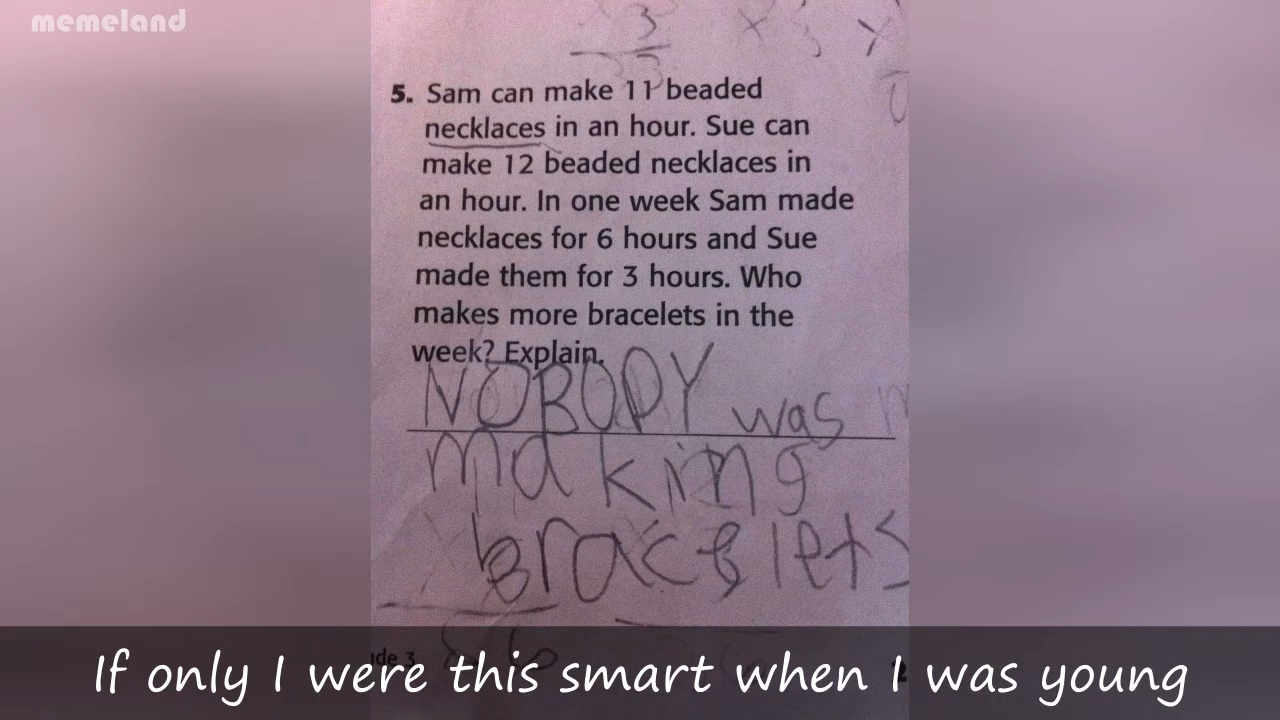 memeland
3
5. Sam can make 11 beaded
necklaces in an hour. Sue can
make 12 beaded necklaces in
an hour. In one week Sam made
necklaces for 6 hours and Sue
made them for 3 hours. Who
makes more bracelets in the
week? Explain.
NOBODY was
making
bracelets
If only I were this smart when I was young